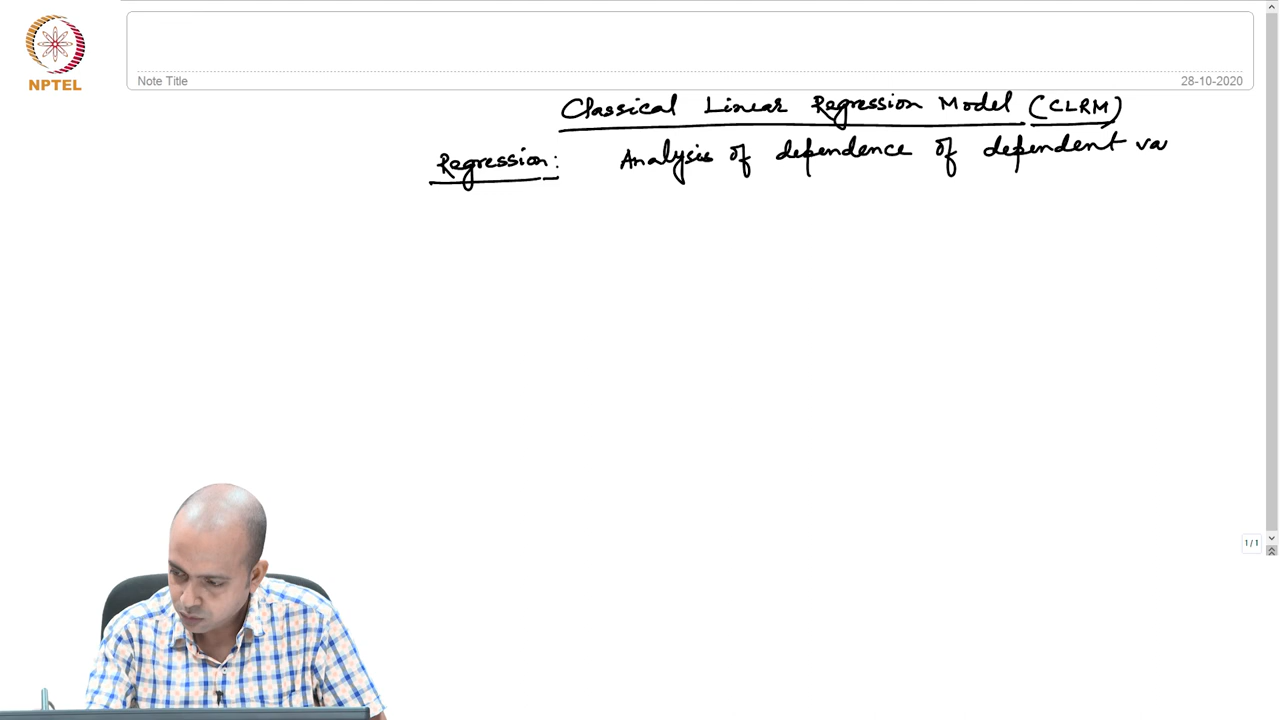 NPTEL
Note Title
28-10-2020
Classical Linear Regression Model (CLRM)
Regression: Analysis of dependence of dependent va
1 / 1